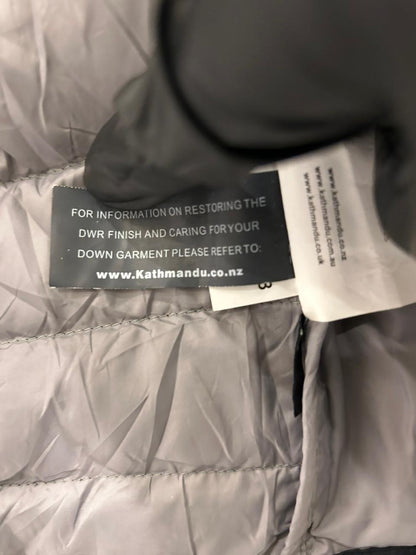 FOR INFORMATION ON RESTORING THE
DWR FINISH AND CARING FOR YOUR
DOWN GARMENT PLEASE REFER TO:
www.Kathmandu.co.nz
www.kathmandu.co.uk
www.kathmandu.com.au
www.kathmandu.co.nz